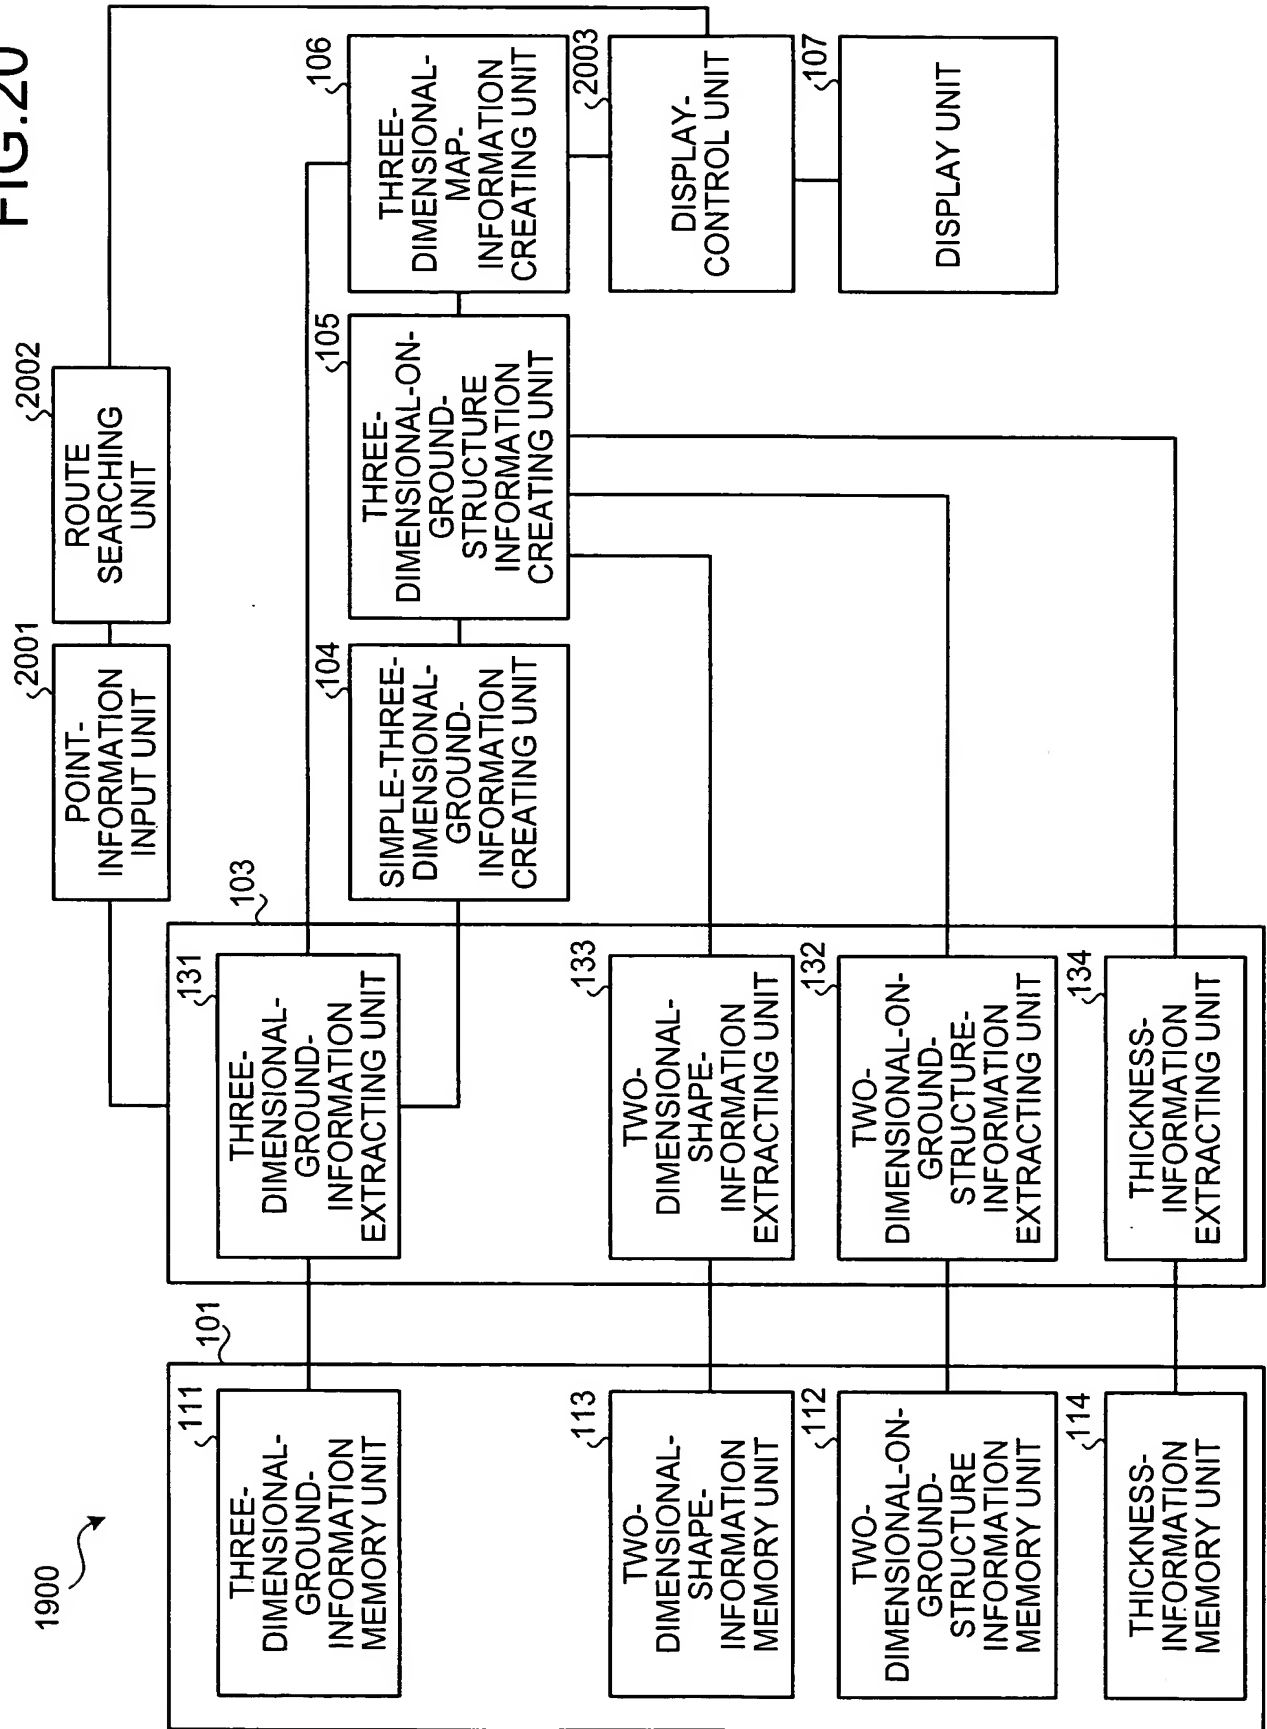 FIG.20
1900
101
111
THREE-
DIMENSIONAL-
GROUND-
INFORMATION
MEMORY UNIT
113
TWO-
DIMENSIONAL-
SHAPE-
INFORMATION
MEMORY UNIT
112
TWO-
DIMENSIONAL-ON-
GROUND-
STRUCTURE
INFORMATION
MEMORY UNIT
114
THICKNESS-
INFORMATION
MEMORY UNIT
103
131
THREE-
DIMENSIONAL-
GROUND-
INFORMATION
EXTRACTING UNIT
133
TWO-
DIMENSIONAL-
SHAPE-
INFORMATION
EXTRACTING UNIT
132
TWO-
DIMENSIONAL-ON-
GROUND-
STRUCTURE-
INFORMATION
EXTRACTING UNIT
134
THICKNESS-
INFORMATION
EXTRACTING UNIT
2001
POINT-
INFORMATION
INPUT UNIT
2002
ROUTE
SEARCHING
UNIT
104
SIMPLE-THREE-
DIMENSIONAL-
GROUND-
INFORMATION
CREATING UNIT
105
THREE-
DIMENSIONAL-ON-
GROUND-
STRUCTURE
INFORMATION
CREATING UNIT
106
THREE-
DIMENSIONAL-
MAP-
INFORMATION
CREATING UNIT
2003
DISPLAY-
CONTROL UNIT
107
DISPLAY UNIT